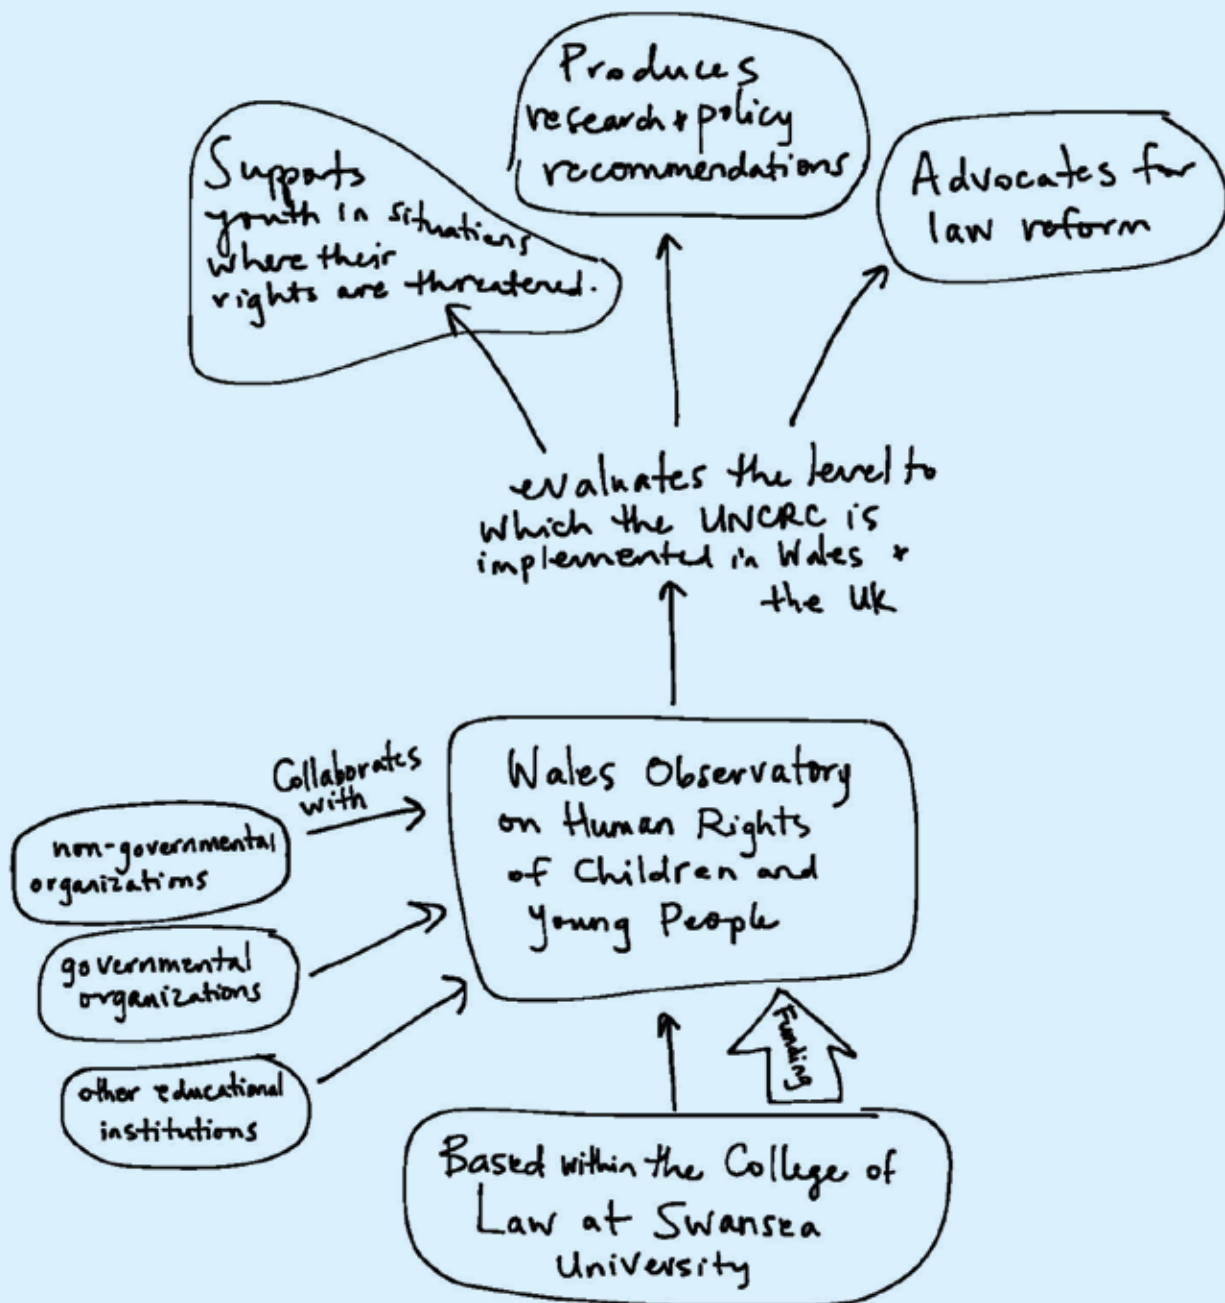 Produces
research + policy
recommendations
Supports
youth in situations
where their
rights are threatened.
Advocates for
law reform
evaluates the level to
which the UNCRC is
implemented in Wales +
the UK
Collaborates
with
Wales Observatory
on Human Rights
of Children and
Young People
non-governmental
organizations
governmental
organizations
other educational
institutions
Funding
Based within the College of
Law at Swansea
University